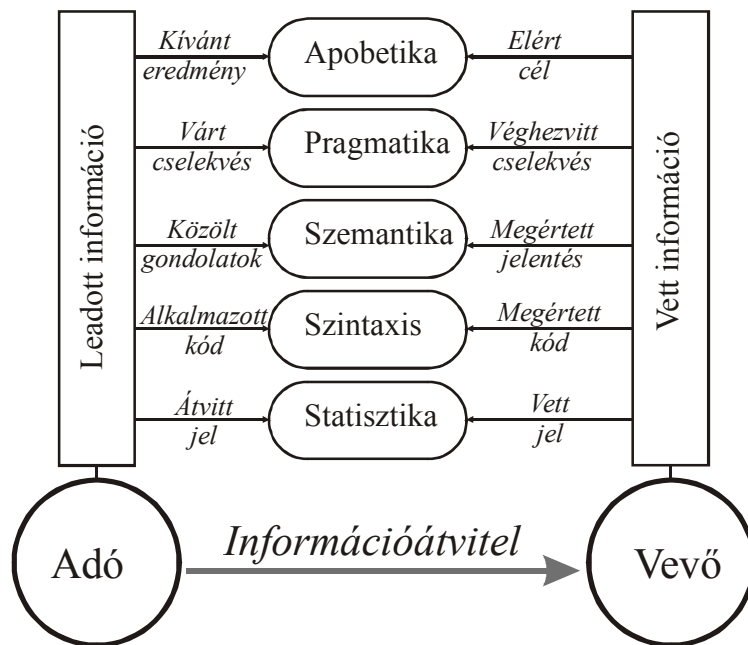 Kívánt
eredmény
Apobetika
Elért
cél
Várt
cselekvés
Pragmatika
Véghezvitt
cselekvés
Közölt
gondolatok
Szemantika
Megértett
jelentés
Alkalmazott
kód
Szintaxis
Megértett
kód
Átvitt
jel
Statisztika
Vett
jel
Leadott információ
Vett információ
Adó
Információátvitel
Vevő